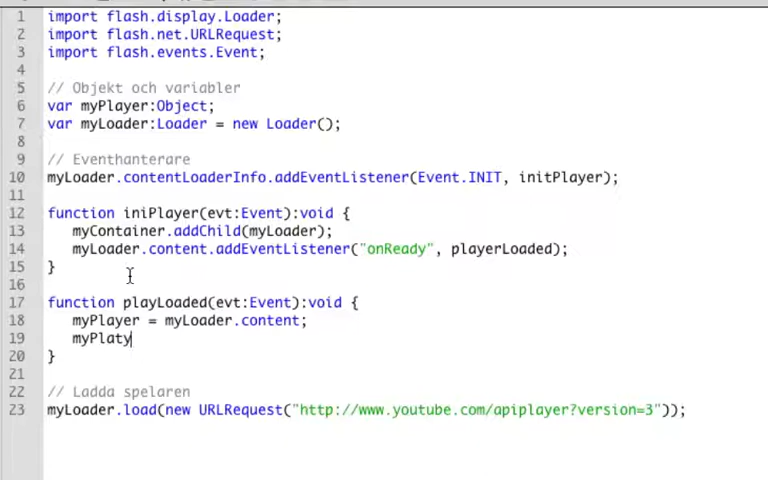 1 import flash.display.Loader;
2 import flash.net.URLRequest;
3 import flash.events.Event;
4
5 // Objekt och variabler
6 var myPlayer:Object;
7 var myLoader:Loader = new Loader();
8
9 // Eventhanterare
10 myLoader.contentLoaderInfo.addEventListener(Event.INIT, initPlayer);
11
12 function iniPlayer(evt:Event):void {
13 myContainer.addChild(myLoader);
14 myLoader.content.addEventListener("onReady", playerLoaded);
15 }
16
17 function playLoaded(evt:Event):void {
18 myPlayer = myLoader.content;
19 myPlaty
20 }
21
22 // Ladda spelaren
23 myLoader.load(new URLRequest("http://www.youtube.com/apiplayer?version=3"));